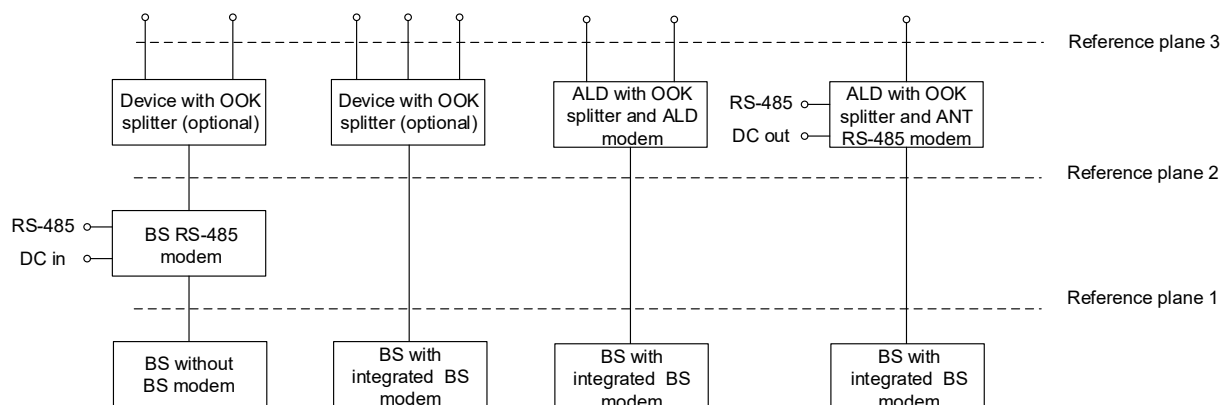 Reference plane 3
Device with OOK
splitter (optional)
Device with OOK
splitter (optional)
ALD with OOK
splitter and ALD
modem
RS-485
DC out
ALD with OOK
splitter and ANT
RS-485 modem
Reference plane 2
RS-485
DC in
BS RS-485
modem
Reference plane 1
BS without
BS modem
BS with
integrated BS
modem
BS with
integrated BS
modem
BS with
integrated BS
modem